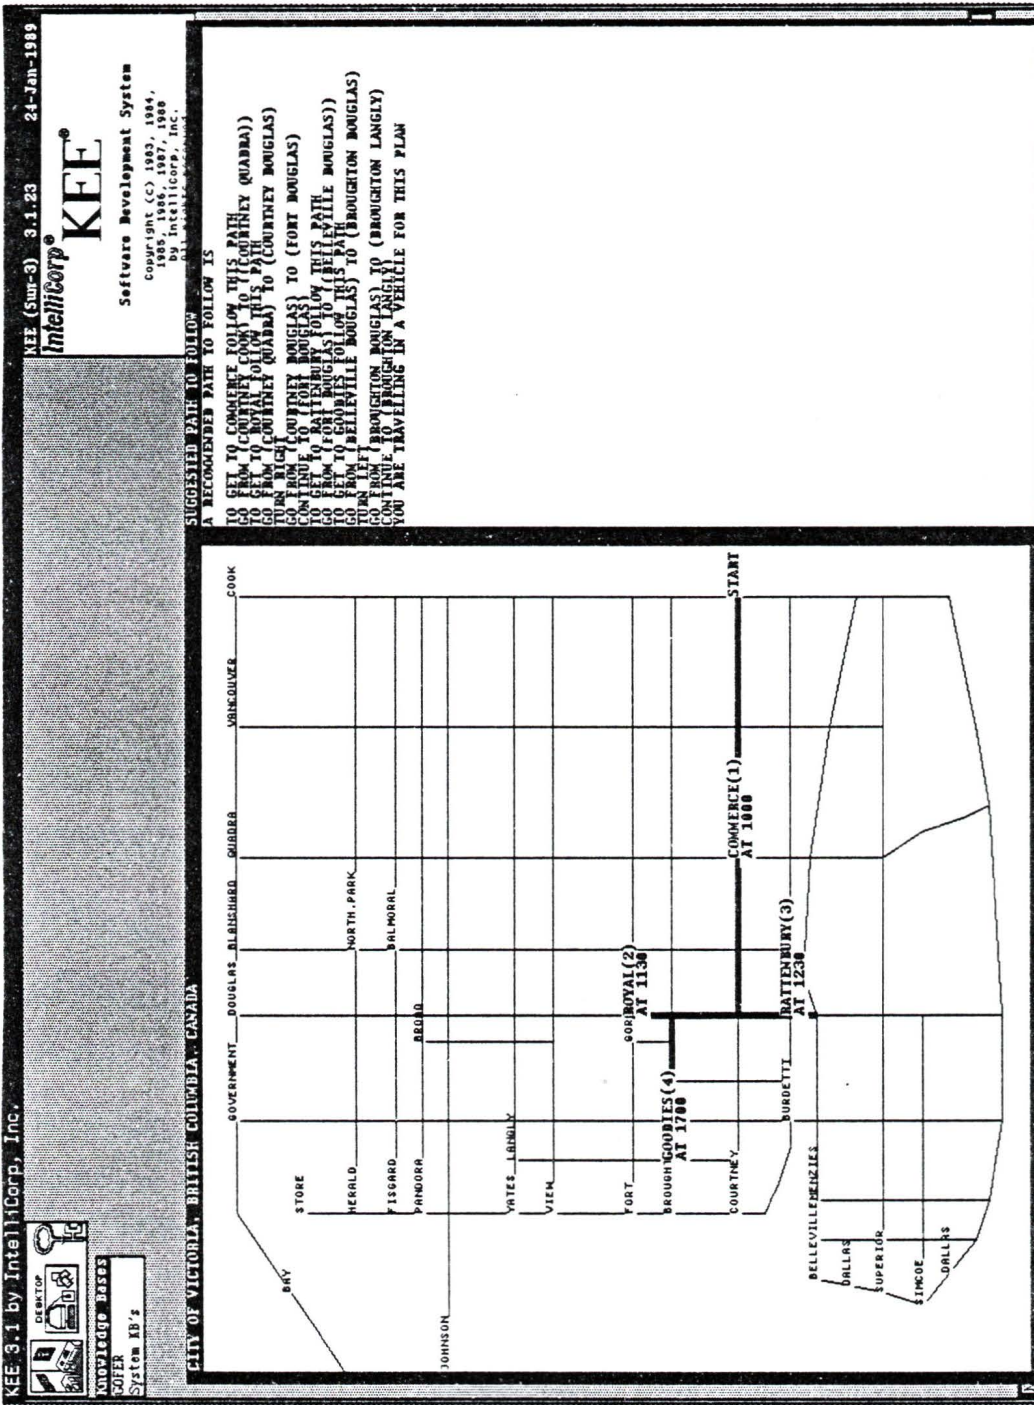 KEE 3.1 by IntelliCorp, Inc.
KEE (Sun-3) 3.1.23 24-Jan-1989
DESKTOP
Knowledge Bases
GOFER
System KB's
IntelliCorp®
KEE®
Software Development System
Copyright (C) 1983, 1984,
1985, 1986, 1987, 1988
by IntelliCorp, Inc.
All rights reserved
CITY OF VICTORIA, BRITISH COLUMBIA, CANADA
GOVERNMENT
DOUGLAS
BLANSHARD
QUADRA
VANCOUVER
COOK
BAY
STORE
HERALD
NORTH.PARK
FISGARD
BALMORAL
PANDORA
BROAD
JOHNSON
YATES
LANGLY
VIEW
FORT
GOR
ROYAL(2)
AT 1130
BROUGHT
GOODIES(4)
AT 1700
COURTNEY
COMMERCE(1)
AT 1000
START
BURDETTI
RATTENBURY(3)
AT 1230
BELLEVILLE
MENZIES
DALLAS
SUPERIOR
SIMCOE
DALLAS
SUGGESTED PATH TO FOLLOW
A RECOMMENDED PATH TO FOLLOW IS
TO GET TO COMMERCE FOLLOW THIS PATH
GO FROM (COURTNEY COOK) TO ((COURTNEY QUADRA))
TO GET TO ROYAL FOLLOW THIS PATH
GO FROM (COURTNEY QUADRA) TO (COURTNEY DOUGLAS)
TURN RIGHT
GO FROM (COURTNEY DOUGLAS) TO (FORT DOUGLAS)
CONTINUE TO (FORT DOUGLAS)
TO GET TO RATTENBURY FOLLOW THIS PATH
GO FROM (FORT DOUGLAS) TO ((BELLEVILLE DOUGLAS))
TO GET TO GOODIES FOLLOW THIS PATH
GO FROM (BELLEVILLE DOUGLAS) TO (BROUGHTON DOUGLAS)
TURN LEFT
GO FROM (BROUGHTON DOUGLAS) TO (BROUGHTON LANGLY)
CONTINUE TO (BROUGHTON LANGLY)
YOU ARE TRAVELLING IN A VEHICLE FOR THIS PLAN